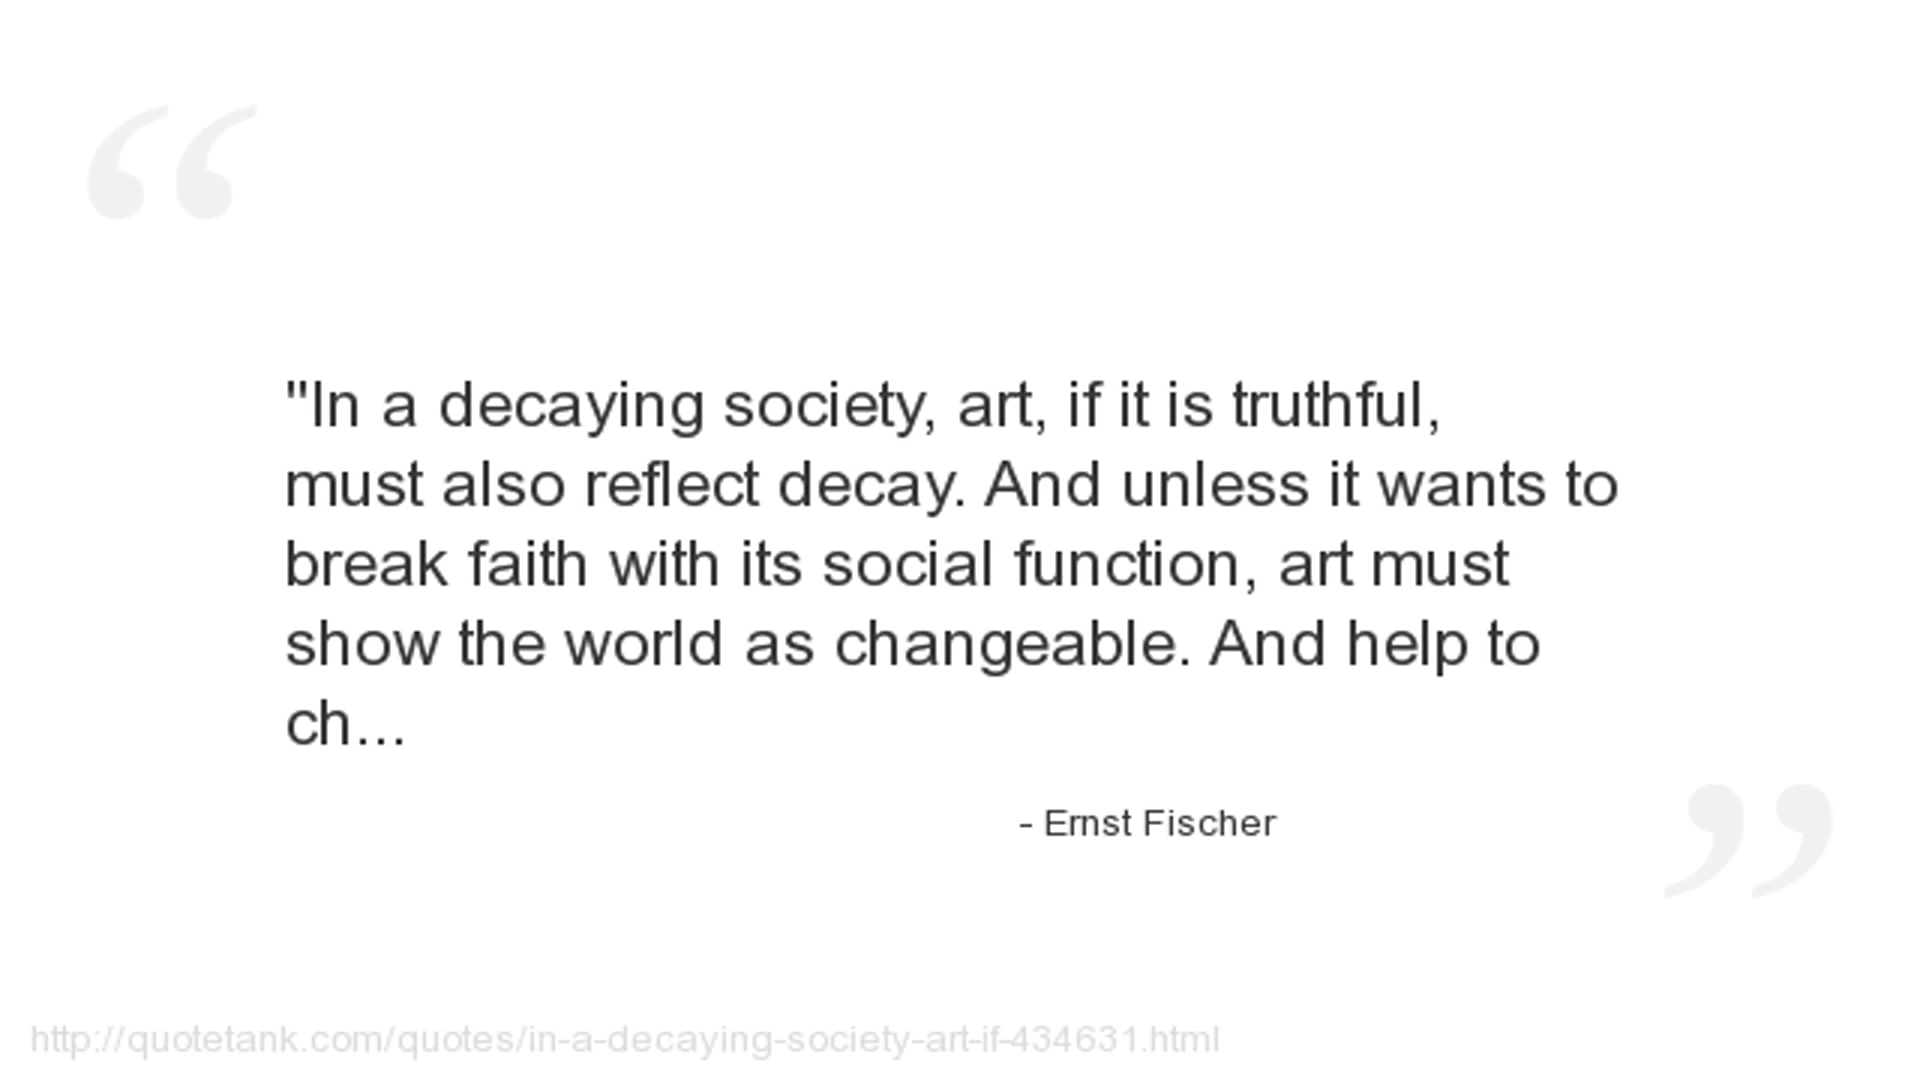 "In a decaying society, art, if it is truthful,
must also reflect decay. And unless it wants to
break faith with its social function, art must
show the world as changeable. And help to
ch...
- Ernst Fischer
http://quotetank.com/quotes/in-a-decaying-society-art-if-434631.html